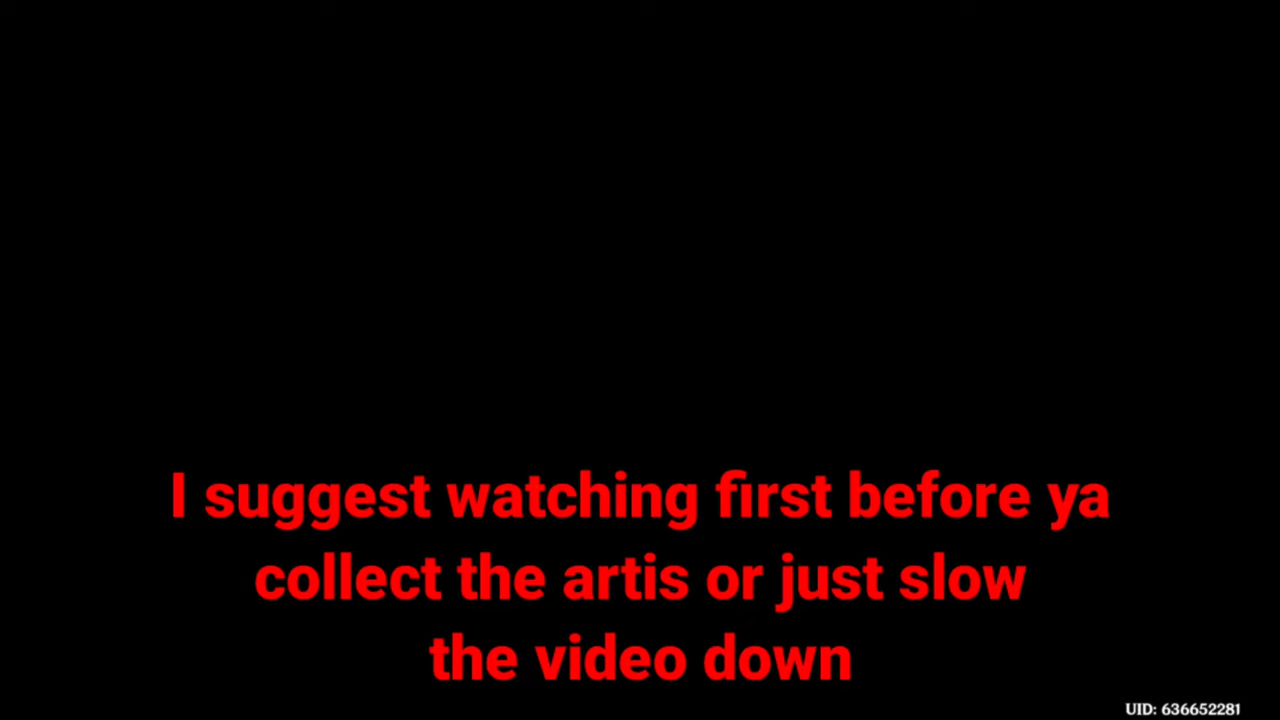 I suggest watching first before ya
collect the artis or just slow
the video down
UID: 636652281